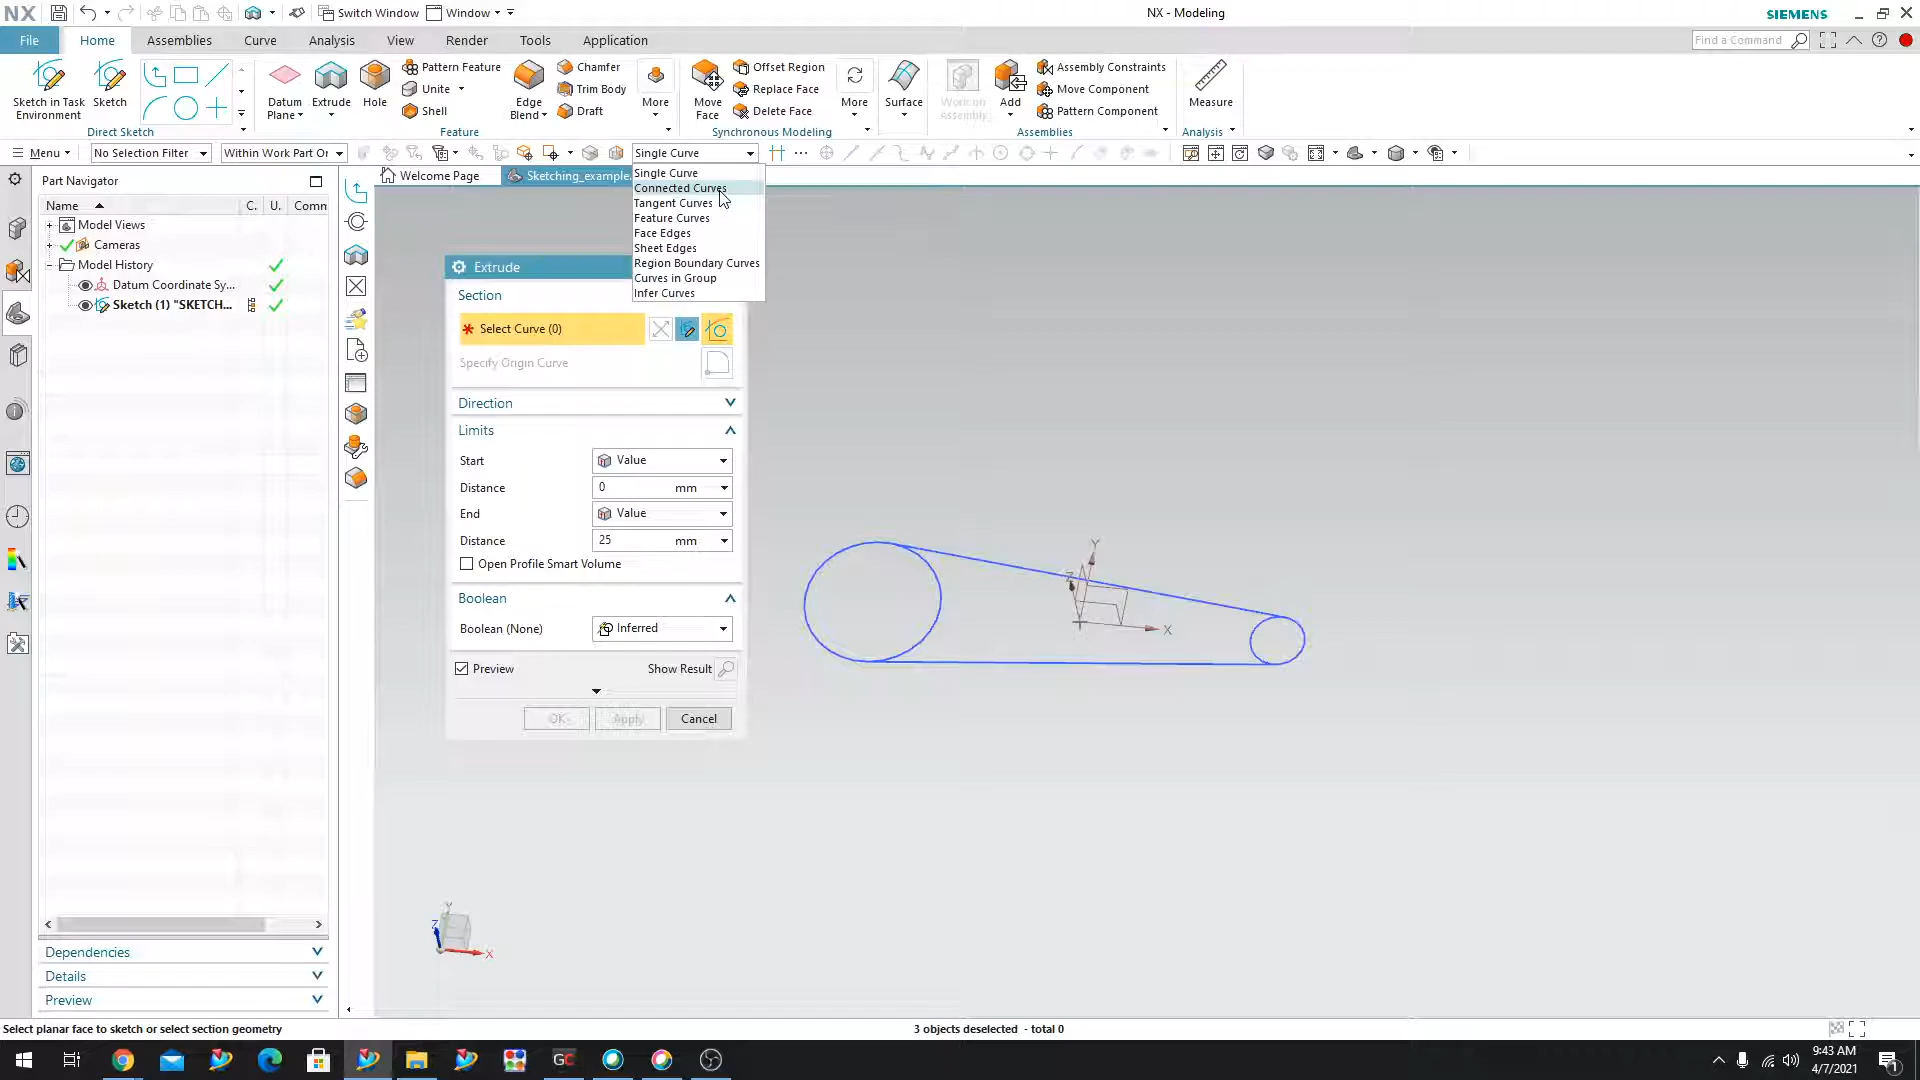 NX
Switch Window
Window
NX - Modeling
SIEMENS
File
Home
Assemblies
Curve
Analysis
View
Render
Tools
Application
Find a Command
Sketch in Task
Environment
Sketch
Direct Sketch
Datum
Plane
Extrude
Hole
Pattern Feature
Unite
Shell
Edge
Blend
Chamfer
Trim Body
Draft
More
Feature
Move
Face
Offset Region
Replace Face
Delete Face
More
Synchronous Modeling
Surface
Work on
Assembly
Add
Assembly Constraints
Move Component
Pattern Component
Assemblies
Measure
Analysis
Menu
No Selection Filter
Within Work Part Or
Single Curve
Single Curve
Connected Curves
Tangent Curves
Feature Curves
Face Edges
Sheet Edges
Region Boundary Curves
Curves in Group
Infer Curves
Part Navigator
Welcome Page
Sketching_example.
Name
C.
U.
Comm
Model Views
Cameras
Model History
Datum Coordinate Sy...
Sketch (1) "SKETCH...
Extrude
Section
Select Curve (0)
Specify Origin Curve
Direction
Limits
Start
Value
Distance
0
mm
End
Value
Distance
25
mm
Open Profile Smart Volume
Boolean
Boolean (None)
Inferred
Preview
Show Result
OK
Apply
Cancel
Y
Z
X
Y
Z
X
Dependencies
Details
Preview
Select planar face to sketch or select section geometry
3 objects deselected - total 0
GC
9:43 AM
4/7/2021
1